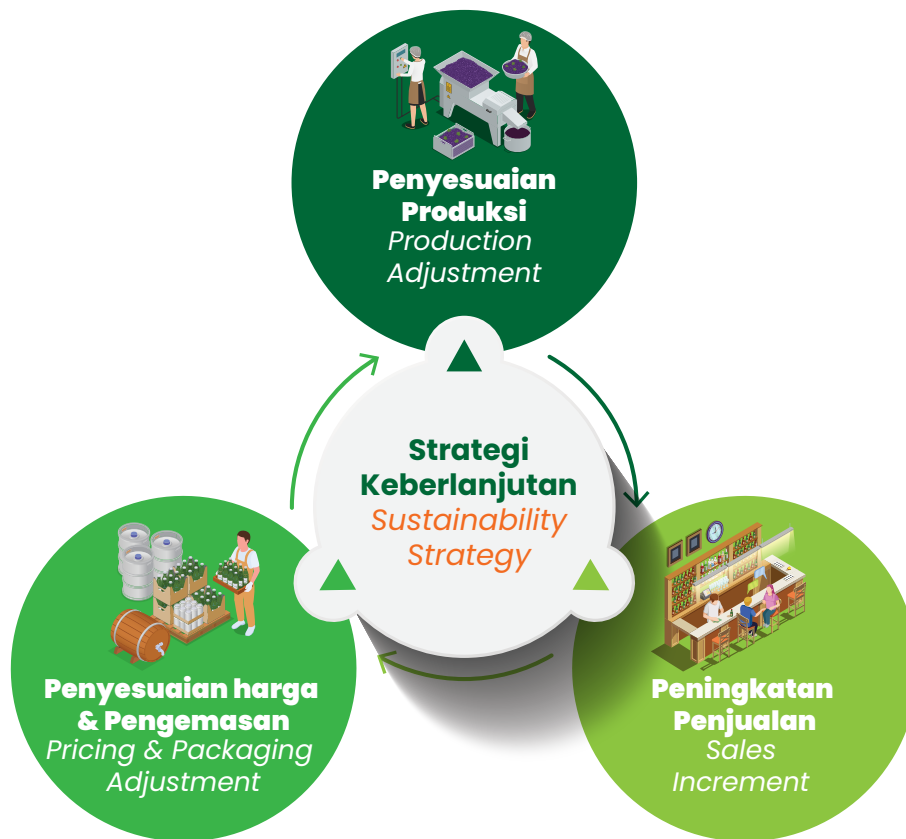 Penyesuaian
Produksi
Production
Adjustment
Strategi
Keberlanjutan
Sustainability
Strategy
Penyesuaian harga
& Pengemasan
Pricing & Packaging
Adjustment
Peningkatan
Penjualan
Sales
Increment